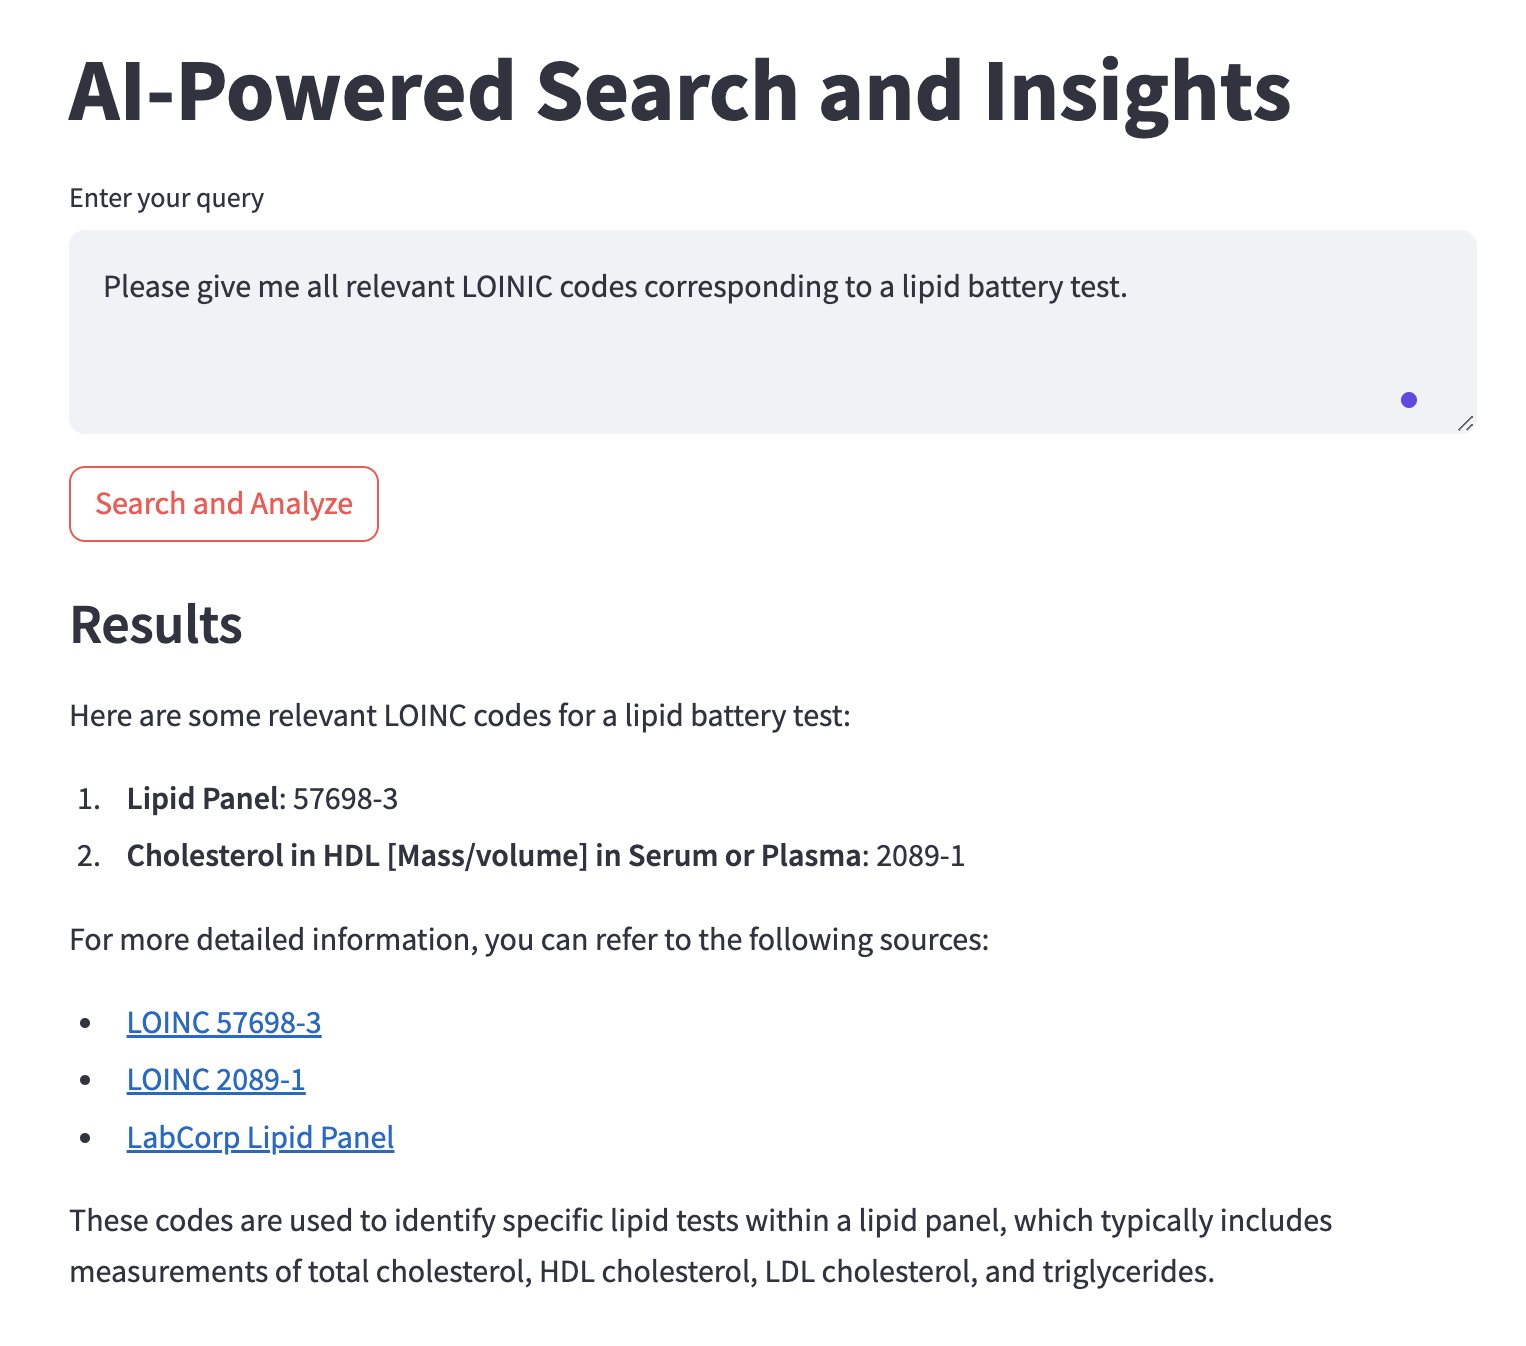 AI-Powered Search and Insights
Enter your query
Please give me all relevant LOINIC codes corresponding to a lipid battery test.
Search and Analyze
Results
Here are some relevant LOINC codes for a lipid battery test:
1. Lipid Panel: 57698-3
2. Cholesterol in HDL [Mass/volume] in Serum or Plasma: 2089-1
For more detailed information, you can refer to the following sources:
• LOINC 57698-3
• LOINC 2089-1
• LabCorp Lipid Panel
These codes are used to identify specific lipid tests within a lipid panel, which typically includes
measurements of total cholesterol, HDL cholesterol, LDL cholesterol, and triglycerides.